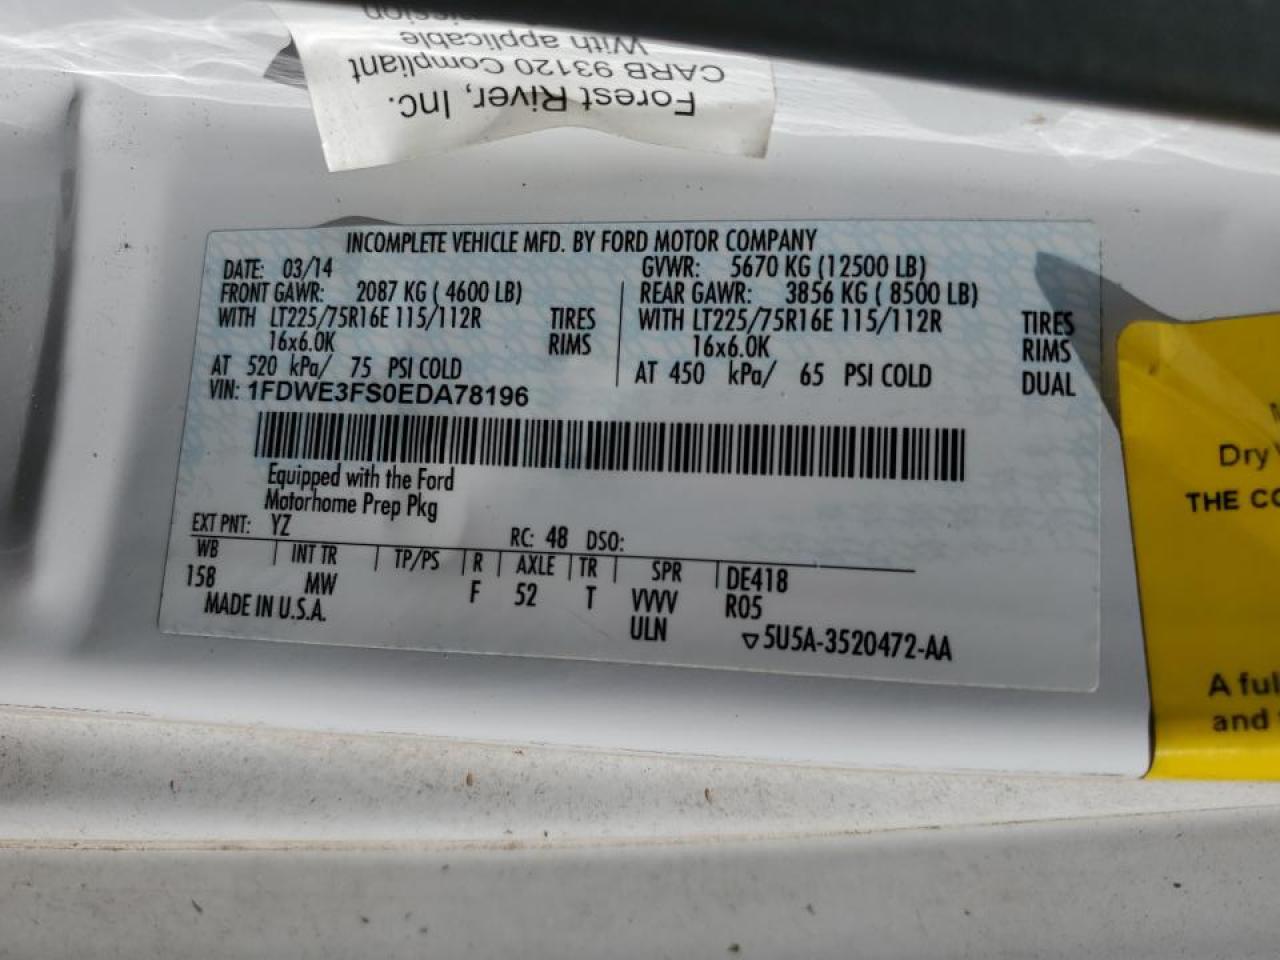 mission
With applicable
CARB 93120 Compliant
Forest River, Inc.
INCOMPLETE VEHICLE MFD. BY FORD MOTOR COMPANY
DATE: 03/14 GVWR: 5670 KG (12500 LB)
FRONT GAWR: 2087 KG ( 4600 LB) REAR GAWR: 3856 KG ( 8500 LB)
WITH LT225/75R16E 115/112R TIRES WITH LT225/75R16E 115/112R TIRES
16x6.0K RIMS 16x6.0K RIMS
AT 520 kPa/ 75 PSI COLD AT 450 kPa/ 65 PSI COLD DUAL
VIN: 1FDWE3FS0EDA78196
Equipped with the Ford
Motorhome Prep Pkg
EXT PNT: YZ RC: 48 DSO:
WB INT TR TP/PS R AXLE TR SPR DE418
158 MW F 52 T VVVV R05
MADE IN U.S.A. ULN ▽5U5A-3520472-AA
Dry
THE CO
A ful
and